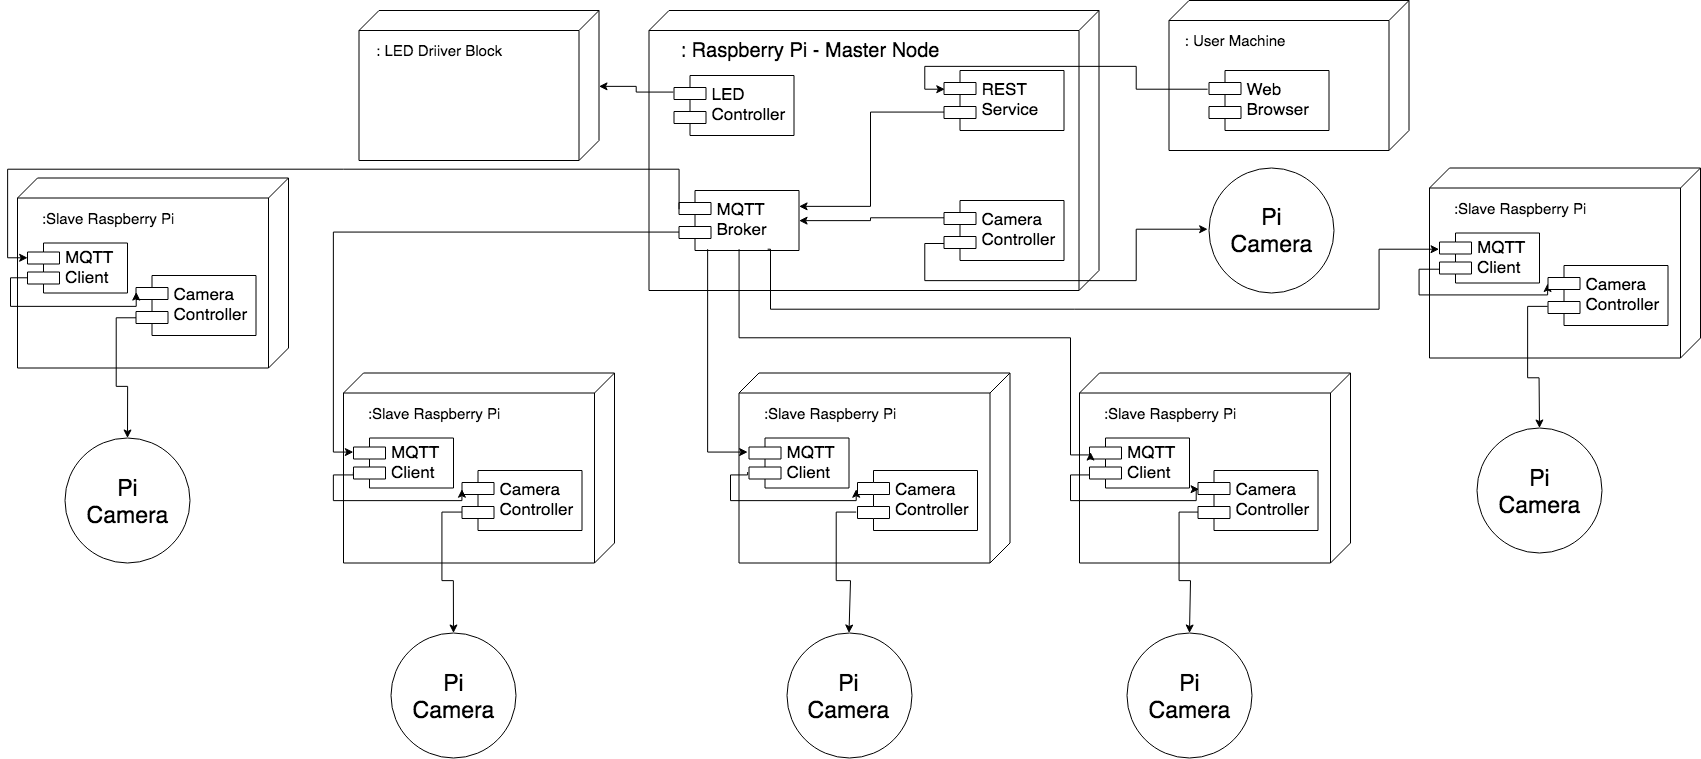 : LED Driiver Block
: Raspberry Pi - Master Node
LED
Controller
REST
Service
MQTT
Broker
Camera
Controller
: User Machine
Web
Browser
Pi
Camera
:Slave Raspberry Pi
MQTT
Client
Camera
Controller
Pi
Camera
:Slave Raspberry Pi
MQTT
Client
Camera
Controller
Pi
Camera
:Slave Raspberry Pi
MQTT
Client
Camera
Controller
Pi
Camera
:Slave Raspberry Pi
MQTT
Client
Camera
Controller
Pi
Camera
:Slave Raspberry Pi
MQTT
Client
Camera
Controller
Pi
Camera